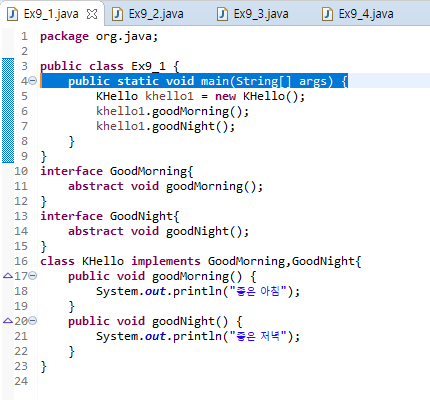 Ex9_1.java Ex9_2.java Ex9_3.java Ex9_4.java
1 package org.java;
2
3 public class Ex9_1 {
4 public static void main(String[] args) {
5 KHello khello1 = new KHello();
6 khello1.goodMorning();
7 khello1.goodNight();
8 }
9 }
10 interface GoodMorning{
11 abstract void goodMorning();
12 }
13 interface GoodNight{
14 abstract void goodNight();
15 }
16 class KHello implements GoodMorning,GoodNight{
17 public void goodMorning() {
18 System.out.println("좋은 아침");
19 }
20 public void goodNight() {
21 System.out.println("좋은 저녁");
22 }
23 }
24